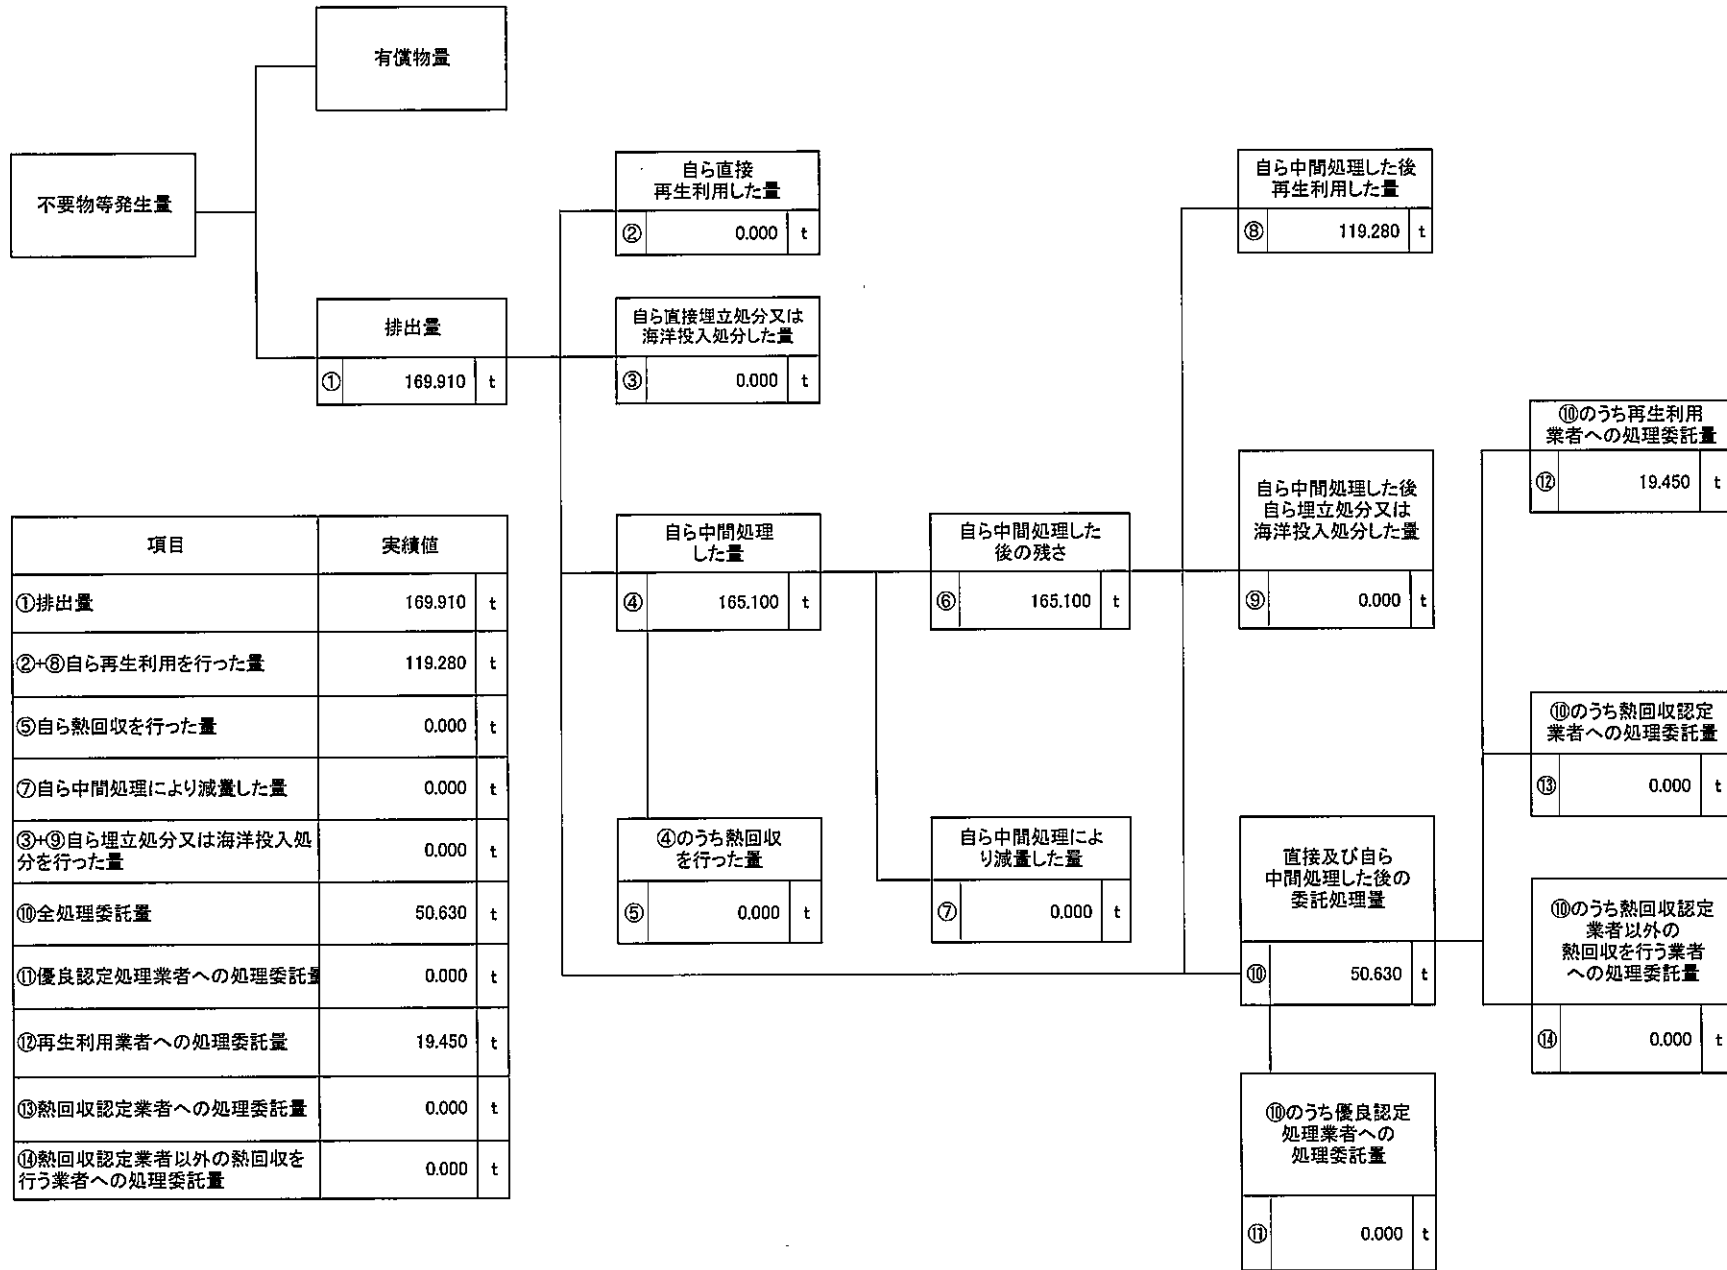 有償物量
不要物等発生量
排出量
① 169.910 t
自ら直接
再生利用した量
② 0.000 t
自ら直接埋立処分又は
海洋投入処分した量
③ 0.000 t
自ら中間処理
した量
④ 165.100 t
④のうち熱回収
を行った量
⑤ 0.000 t
自ら中間処理した
後の残さ
⑥ 165.100 t
自ら中間処理によ
り減量した量
⑦ 0.000 t
自ら中間処理した後
再生利用した量
⑧ 119.280 t
自ら中間処理した後
自ら埋立処分又は
海洋投入処分した量
⑨ 0.000 t
直接及び自ら
中間処理した後の
委託処理量
⑩ 50.630 t
⑩のうち優良認定
処理業者への
処理委託量
⑪ 0.000 t
⑩のうち再生利用
業者への処理委託量
⑫ 19.450 t
⑩のうち熱回収認定
業者への処理委託量
⑬ 0.000 t
⑩のうち熱回収認定
業者以外の
熱回収を行う業者
への処理委託量
⑭ 0.000 t
項目 実績値
①排出量 169.910 t
②+⑧自ら再生利用を行った量 119.280 t
⑤自ら熱回収を行った量 0.000 t
⑦自ら中間処理により減量した量 0.000 t
③+⑨自ら埋立処分又は海洋投入処
分を行った量 0.000 t
⑩全処理委託量 50.630 t
⑪優良認定処理業者への処理委託量 0.000 t
⑫再生利用業者への処理委託量 19.450 t
⑬熱回収認定業者への処理委託量 0.000 t
⑭熱回収認定業者以外の熱回収を
行う業者への処理委託量 0.000 t